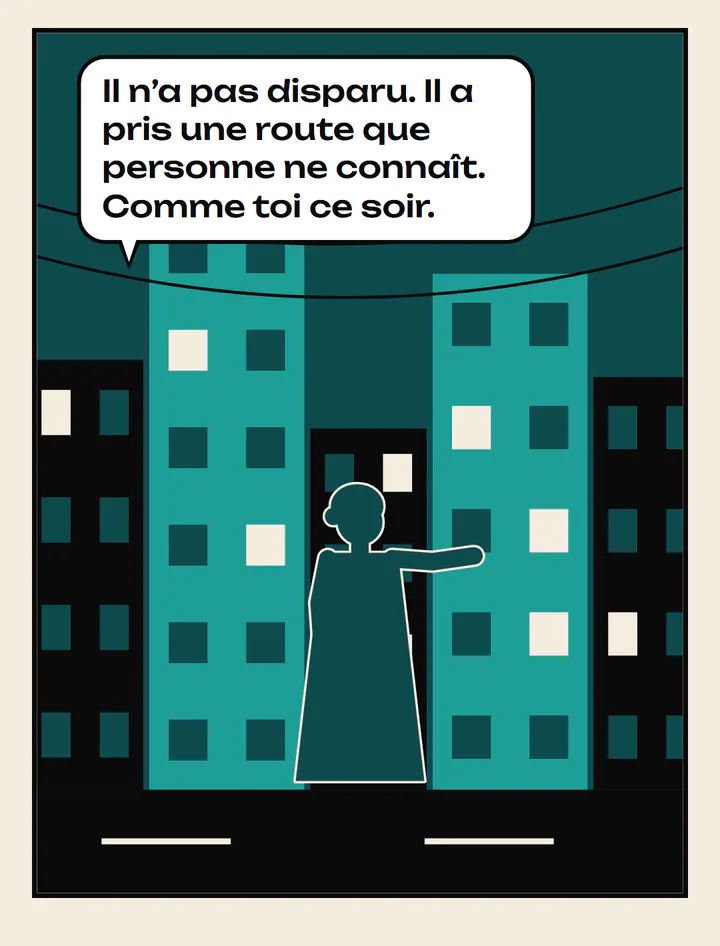 Il n’a pas disparu. Il a
pris une route que
personne ne connaît.
Comme toi ce soir.